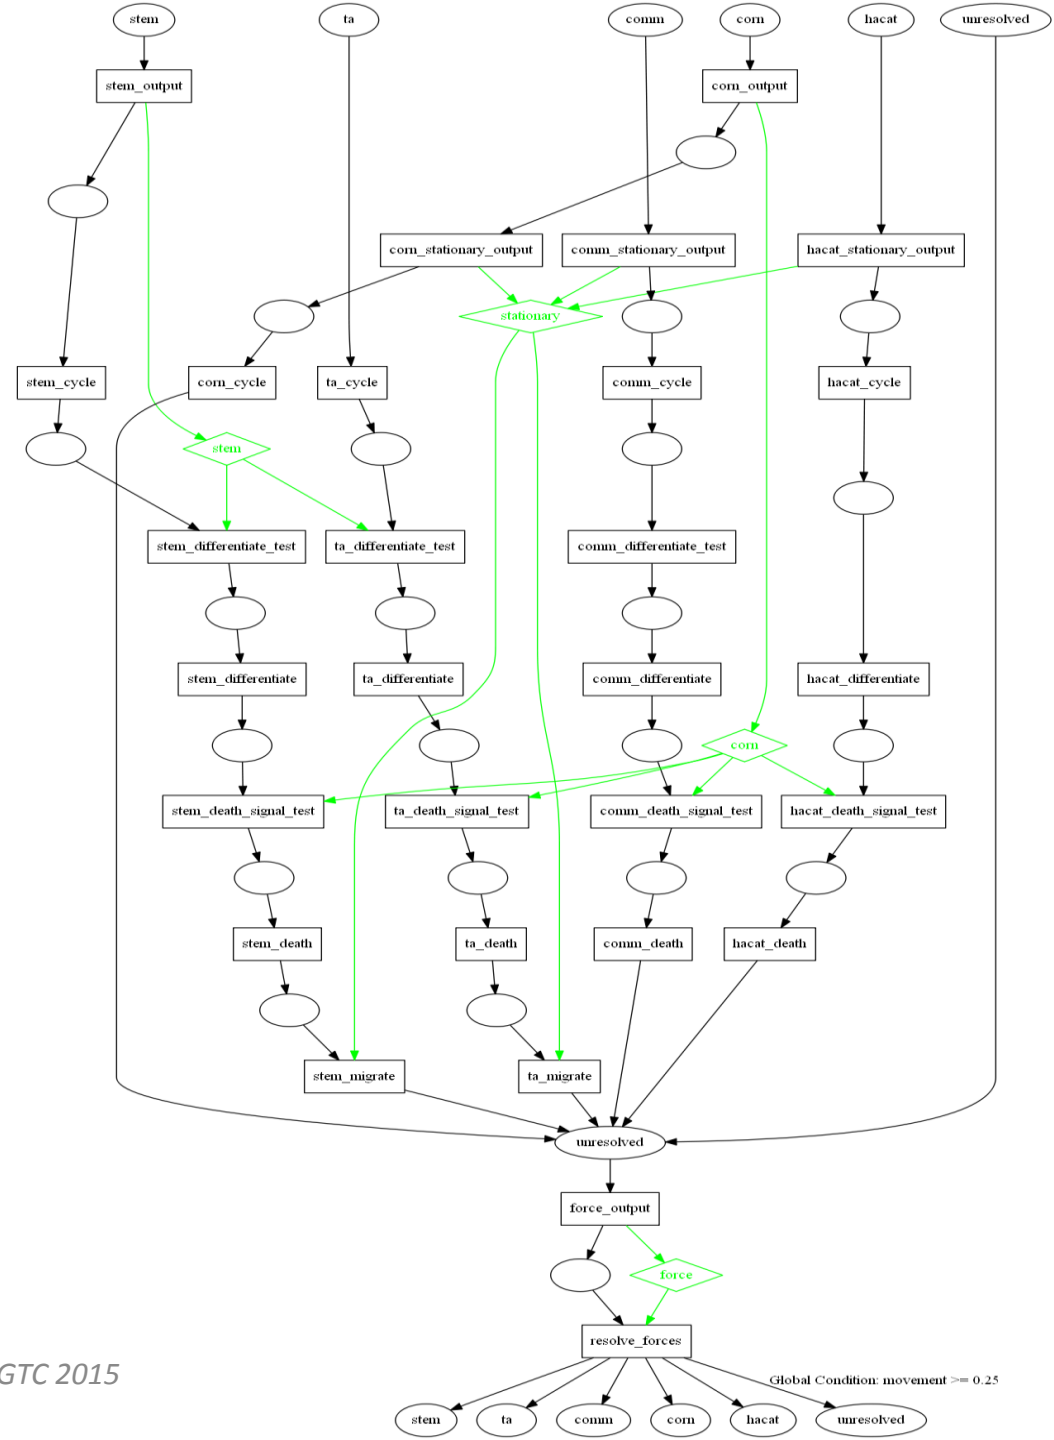 stem
ta
comm
corn
hacat
unresolved
stem_output
corn_output
corn_stationary_output
comm_stationary_output
hacat_stationary_output
stationary
stem_cycle
corn_cycle
ta_cycle
comm_cycle
hacat_cycle
stem
stem_differentiate_test
ta_differentiate_test
comm_differentiate_test
stem_differentiate
ta_differentiate
comm_differentiate
hacat_differentiate
corn
stem_death_signal_test
ta_death_signal_test
comm_death_signal_test
hacat_death_signal_test
stem_death
ta_death
comm_death
hacat_death
stem_migrate
ta_migrate
unresolved
force_output
force
resolve_forces
GTC 2015
Global Condition: movement >= 0.25
stem
ta
comm
corn
hacat
unresolved